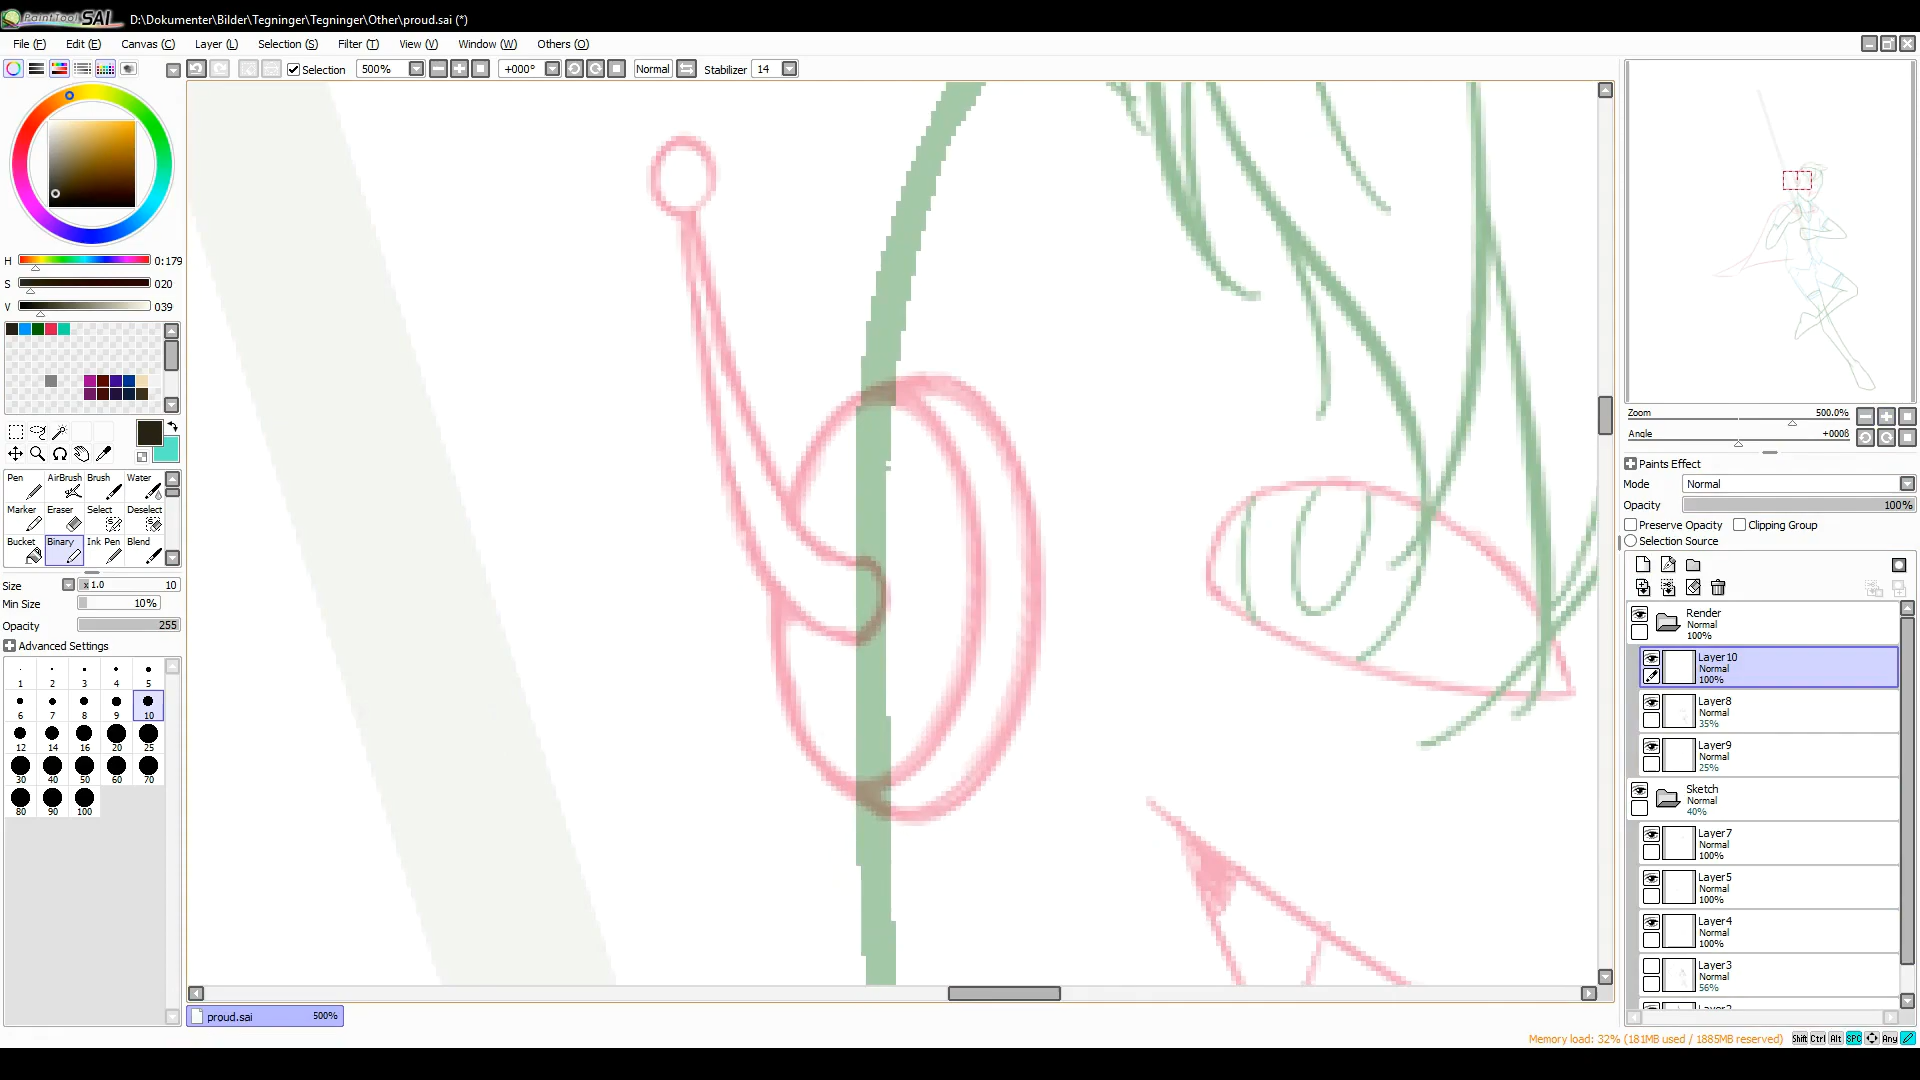 PaintTool SAI D:\Dokumenter\Bilder\Tegninger\Tegninger\Other\proud.sai (*)
File (F) Edit (E) Canvas (C) Layer (L) Selection (S) Filter (T) View (V) Window (W) Others (O)
Selection 500% +000° Normal Stabilizer 14
H 0:179
S 020
V 039
Pen AirBrush Brush Water
Marker Eraser Select Deselect
Bucket Binary Ink Pen Blend
Size x 1.0 10
Min Size 10%
Opacity 255
Advanced Settings
1 2 3 4 5
6 7 8 9 10
12 14 16 20 25
30 40 50 60 70
80 90 100
proud.sai 500%
Zoom 500.0%
Angle +000ß
Paints Effect
Mode Normal
Opacity 100%
Preserve Opacity Clipping Group
Selection Source
Render
Normal
100%
Layer10
Normal
100%
Layer8
Normal
35%
Layer9
Normal
25%
Sketch
Normal
40%
Layer7
Normal
100%
Layer5
Normal
100%
Layer4
Normal
100%
Layer3
Normal
56%
Memory load: 32% (181MB used / 1885MB reserved) Shift Ctrl Alt SPC Any